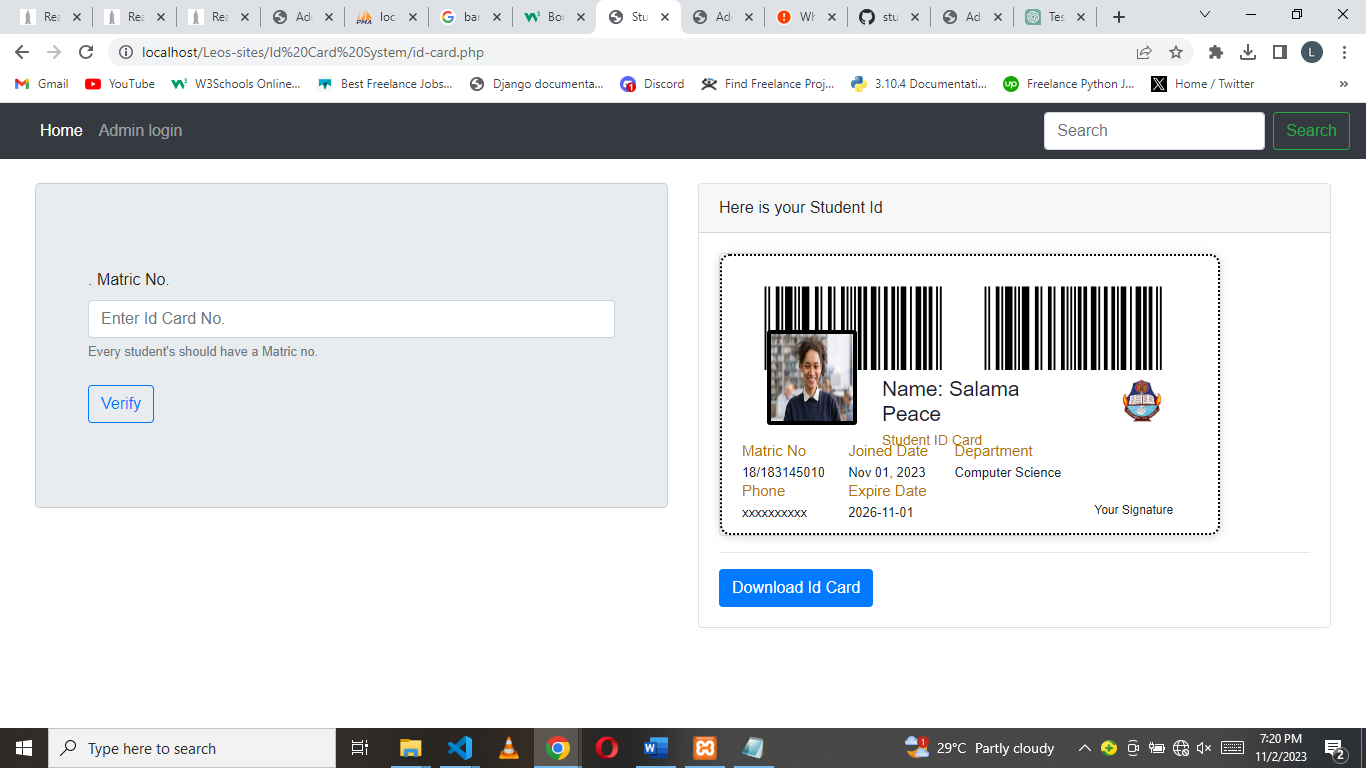 Rea
Rea
Rea
Ade
loc
bar
Boo
Stu
Add
Wh
stu
Ad
Tes
localhost/Leos-sites/Id%20Card%20System/id-card.php
L
Gmail
YouTube
W3Schools Online...
Best Freelance Jobs...
Django documenta...
Discord
Find Freelance Proj...
3.10.4 Documentati...
Freelance Python J...
Home / Twitter
»
Home
Admin login
Search
Search
. Matric No.
Enter Id Card No.
Every student's should have a Matric no.
Verify
Here is your Student Id
Name: Salama
Peace
Student ID Card
Matric No
Joined Date
Department
18/183145010
Nov 01, 2023
Computer Science
Phone
Expire Date
xxxxxxxxxx
2026-11-01
Your Signature
Download Id Card
Type here to search
29°C Partly cloudy
7:20 PM
11/2/2023
2